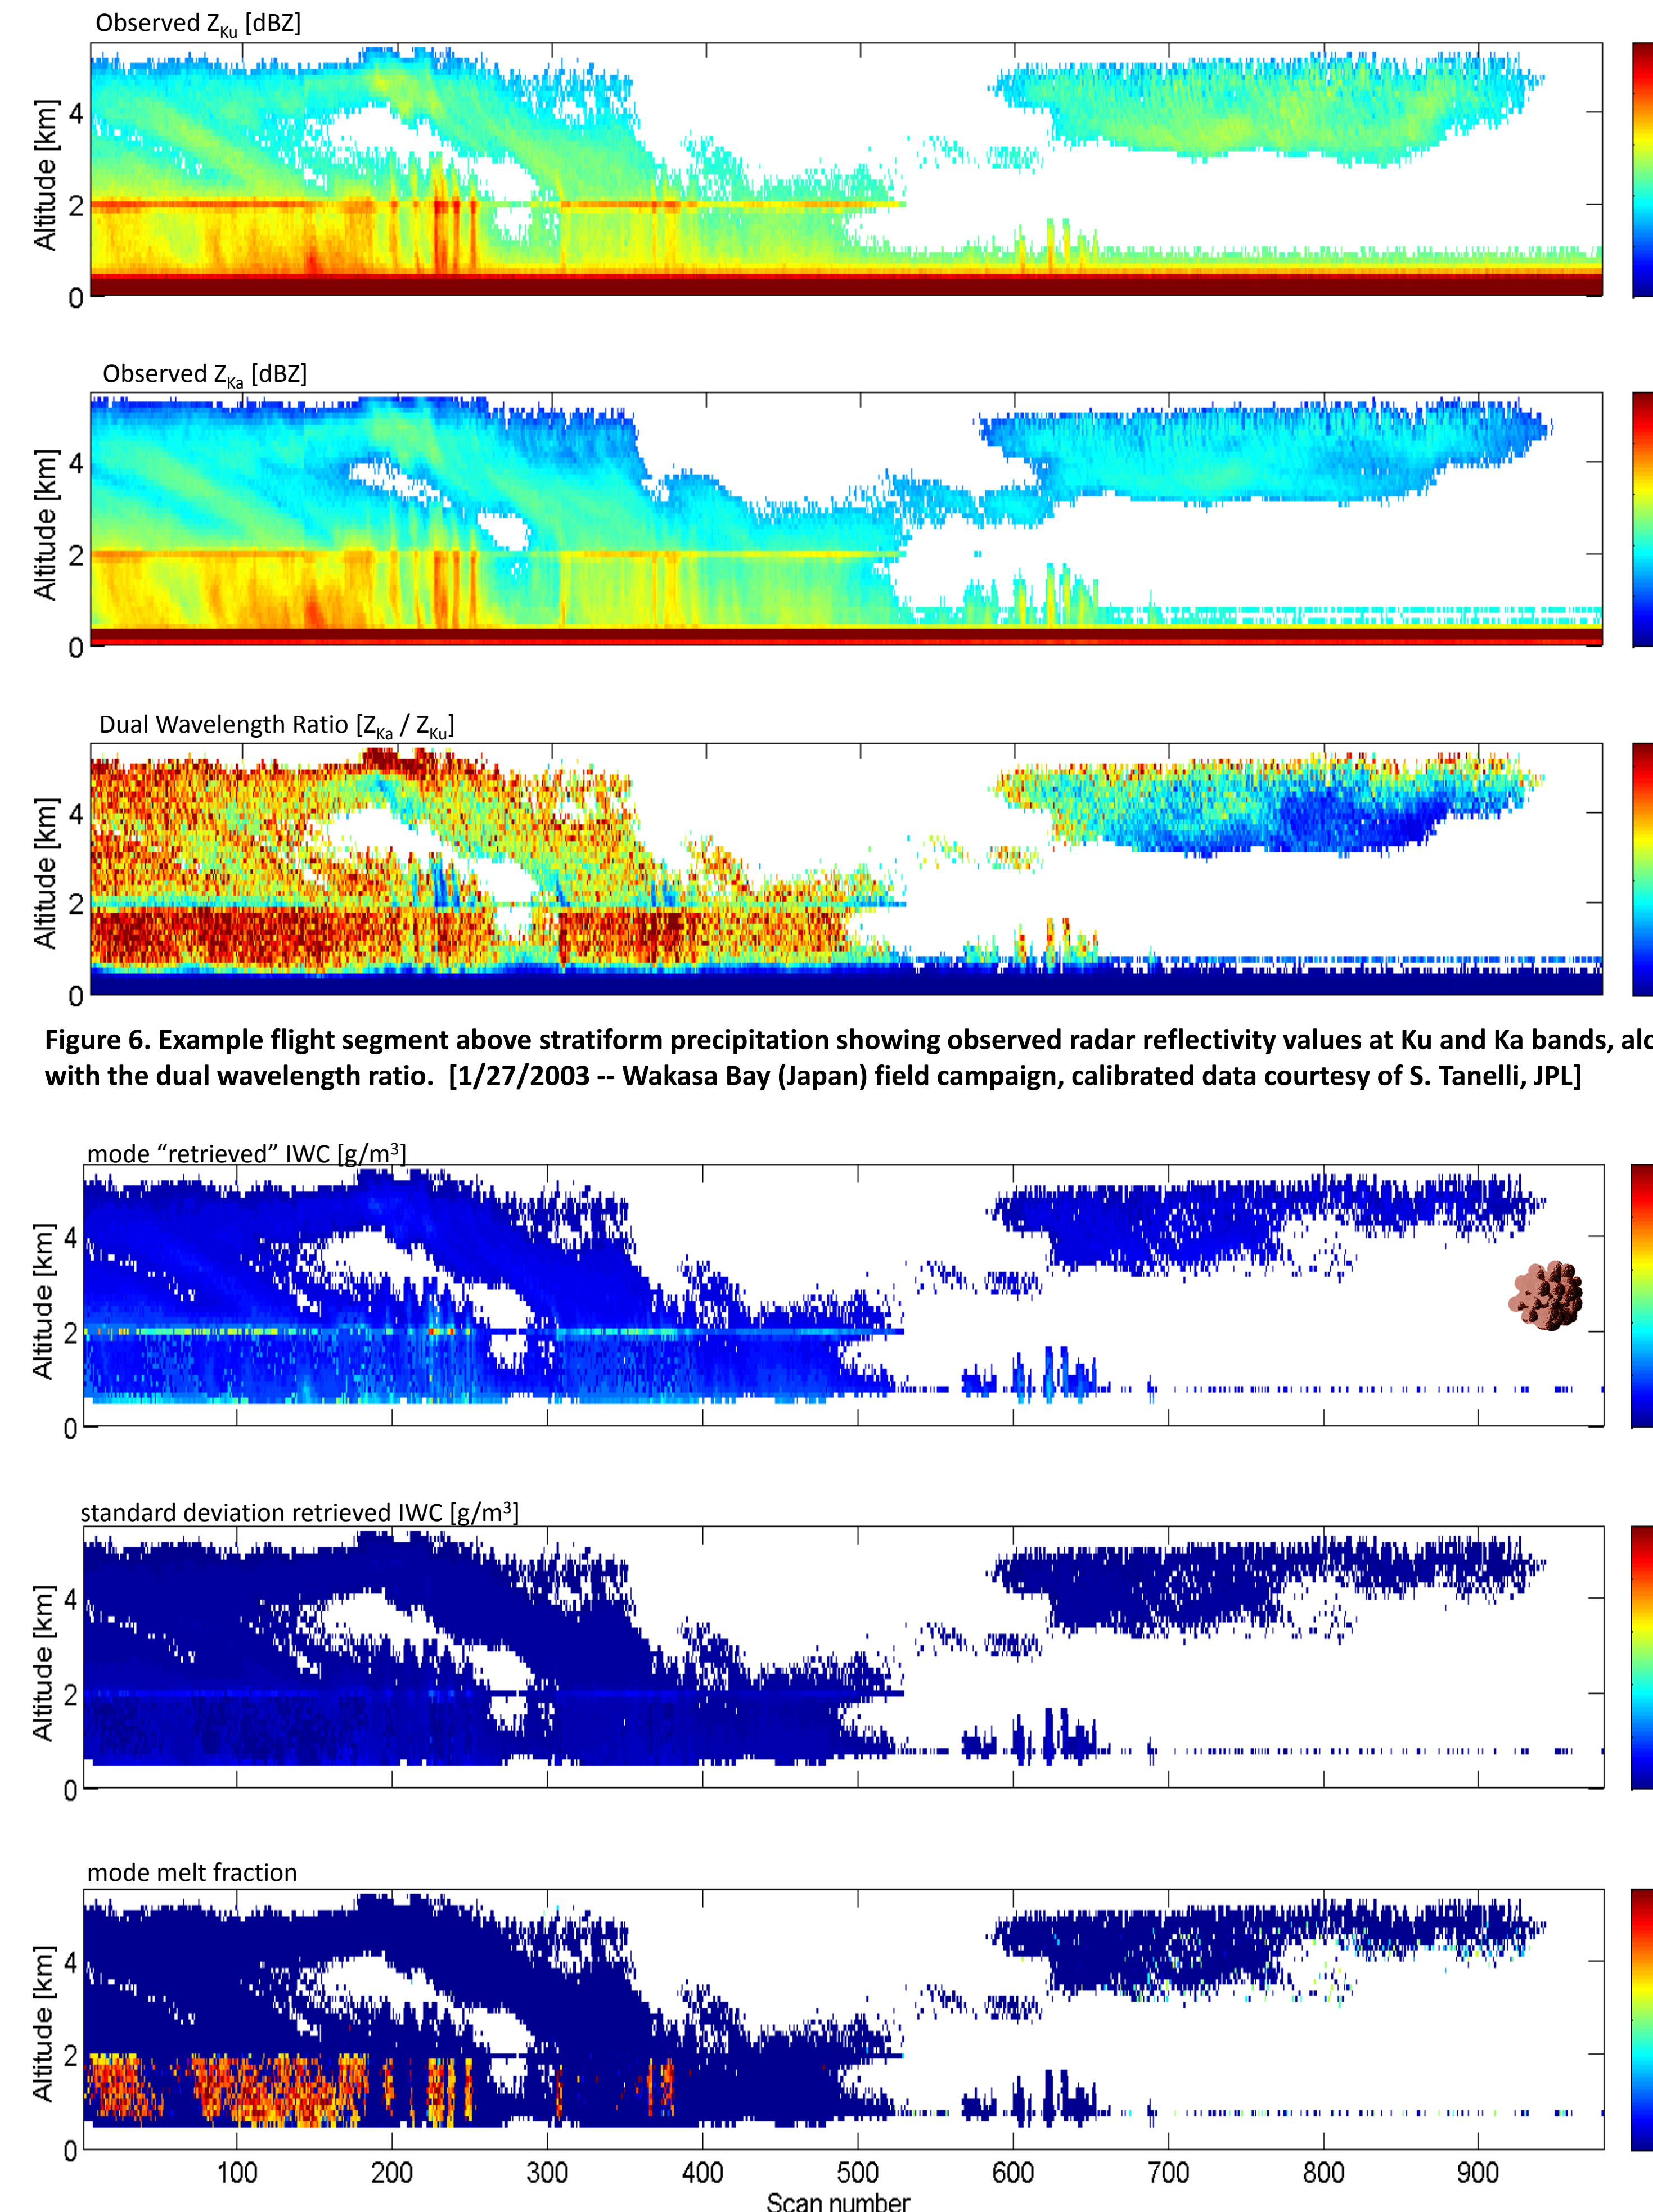 Observed ZKu [dBZ]
Altitude [km]
4
2
0
Observed ZKa [dBZ]
Altitude [km]
4
2
0
Dual Wavelength Ratio [ZKa / ZKu]
Altitude [km]
4
2
0
Figure 6. Example flight segment above stratiform precipitation showing observed radar reflectivity values at Ku and Ka bands, alo
with the dual wavelength ratio. [1/27/2003 -- Wakasa Bay (Japan) field campaign, calibrated data courtesy of S. Tanelli, JPL]
mode “retrieved” IWC [g/m3]
Altitude [km]
4
2
0
standard deviation retrieved IWC [g/m3]
Altitude [km]
4
2
0
mode melt fraction
Altitude [km]
4
2
0
100 200 300 400 500 600 700 800 900
Scan number